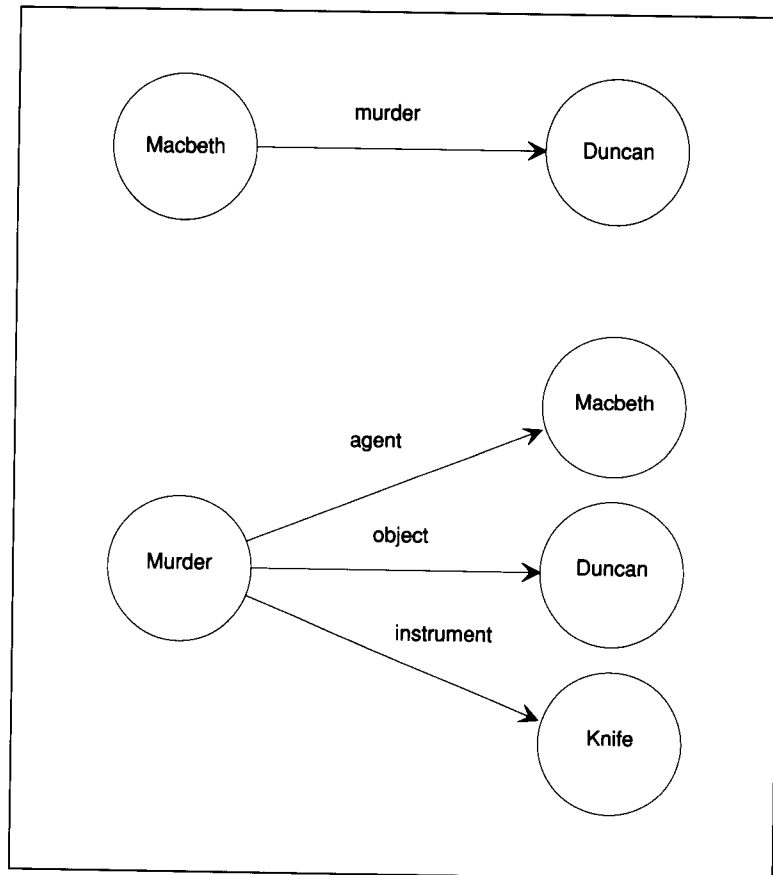 murder
Macbeth
Duncan
Macbeth
agent
object
Murder
Duncan
instrument
Knife